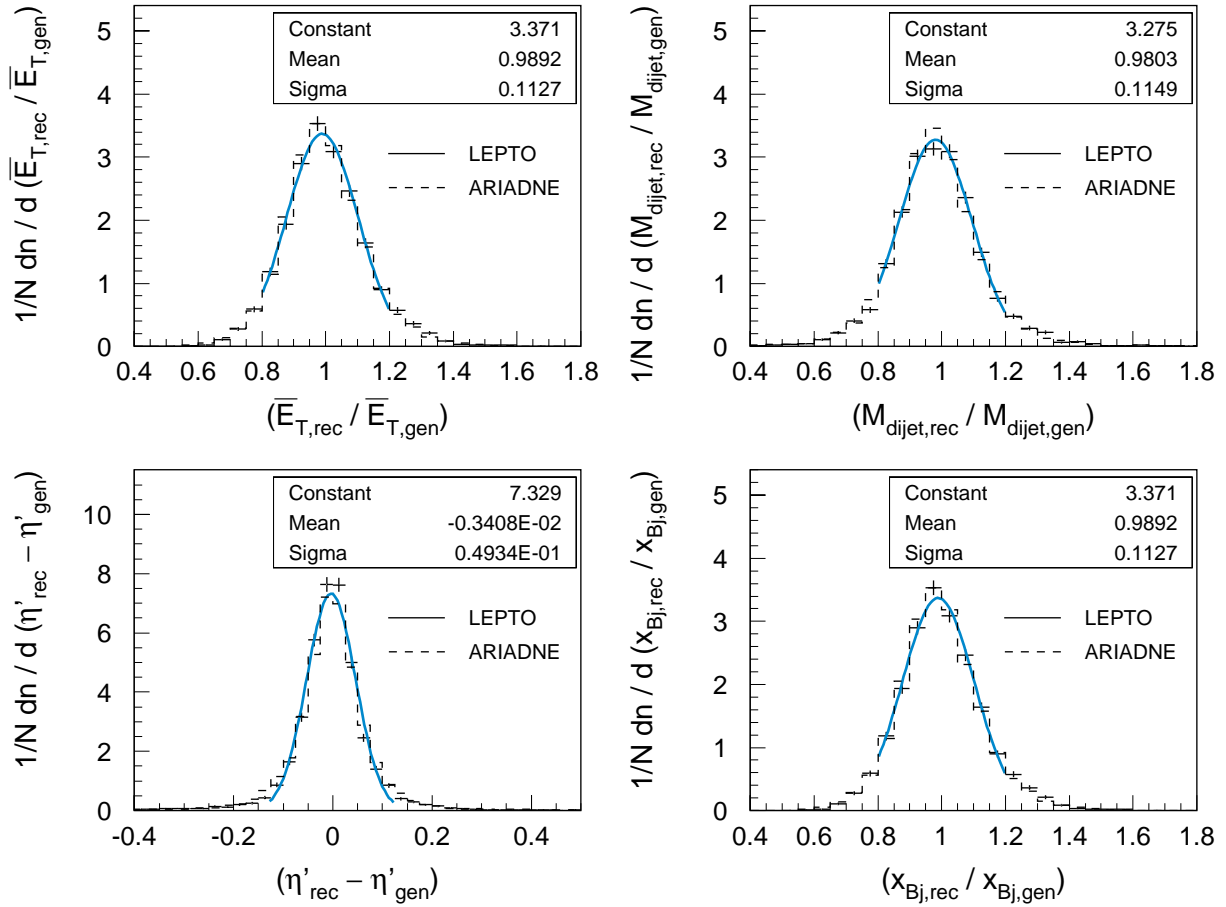 1/N dn / d (E̅_T,rec / E̅_T,gen)
5
4
3
2
1
0
Constant 3.371
Mean 0.9892
Sigma 0.1127
LEPTO
ARIADNE
0.4 0.6 0.8 1 1.2 1.4 1.6 1.8
(E̅_T,rec / E̅_T,gen)
1/N dn / d (M_dijet,rec / M_dijet,gen)
5
4
3
2
1
0
Constant 3.275
Mean 0.9803
Sigma 0.1149
LEPTO
ARIADNE
0.4 0.6 0.8 1 1.2 1.4 1.6 1.8
(M_dijet,rec / M_dijet,gen)
1/N dn / d (η'_rec – η'_gen)
10
8
6
4
2
0
Constant 7.329
Mean -0.3408E-02
Sigma 0.4934E-01
LEPTO
ARIADNE
-0.4 -0.2 0 0.2 0.4
(η'_rec – η'_gen)
1/N dn / d (x_Bj,rec / x_Bj,gen)
5
4
3
2
1
0
Constant 3.371
Mean 0.9892
Sigma 0.1127
LEPTO
ARIADNE
0.4 0.6 0.8 1 1.2 1.4 1.6 1.8
(x_Bj,rec / x_Bj,gen)